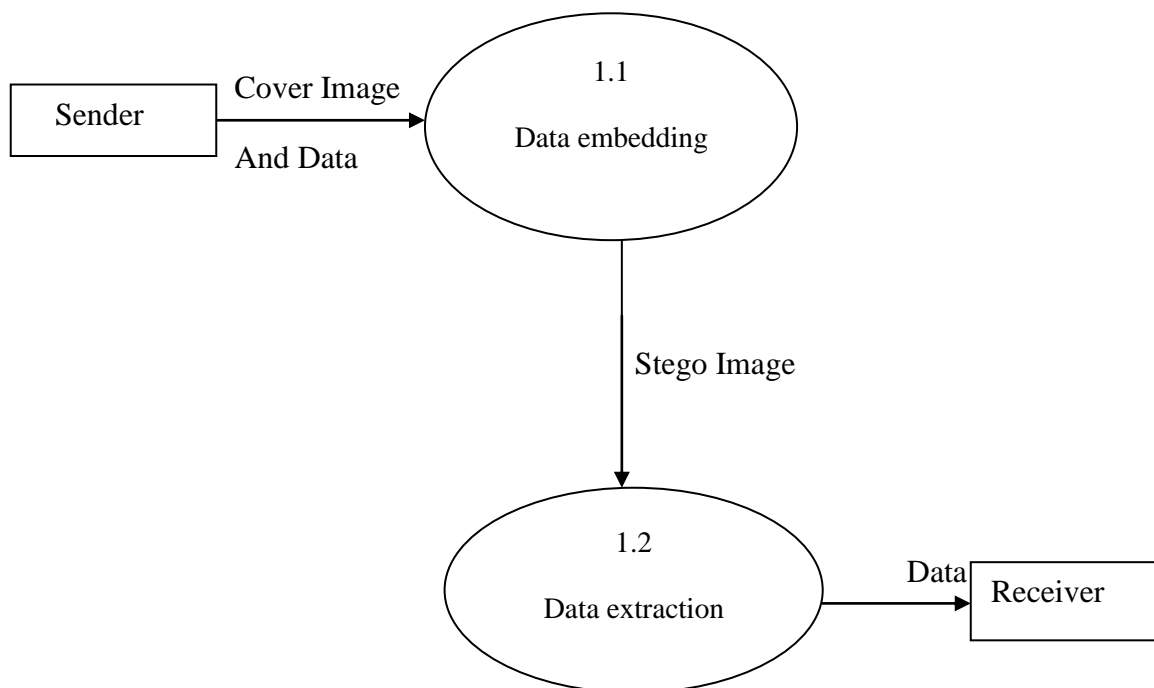 Sender
Cover Image
And Data
1.1
Data embedding
Stego Image
1.2
Data extraction
Data
Receiver